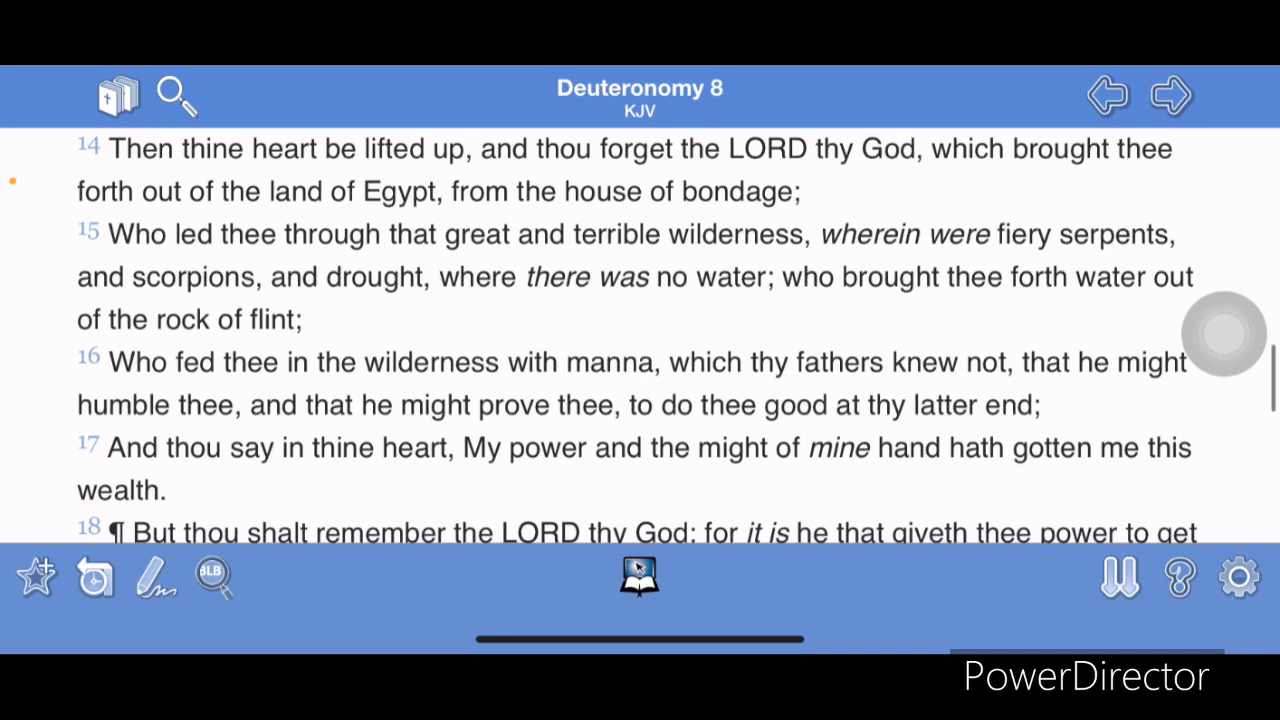 Deuteronomy 8
KJV
14 Then thine heart be lifted up, and thou forget the LORD thy God, which brought thee
forth out of the land of Egypt, from the house of bondage;
15 Who led thee through that great and terrible wilderness, wherein were fiery serpents,
and scorpions, and drought, where there was no water; who brought thee forth water out
of the rock of flint;
16 Who fed thee in the wilderness with manna, which thy fathers knew not, that he might
humble thee, and that he might prove thee, to do thee good at thy latter end;
17 And thou say in thine heart, My power and the might of mine hand hath gotten me this
wealth.
18 ¶ But thou shalt remember the LORD thy God: for it is he that giveth thee power to get
BLB
PowerDirector